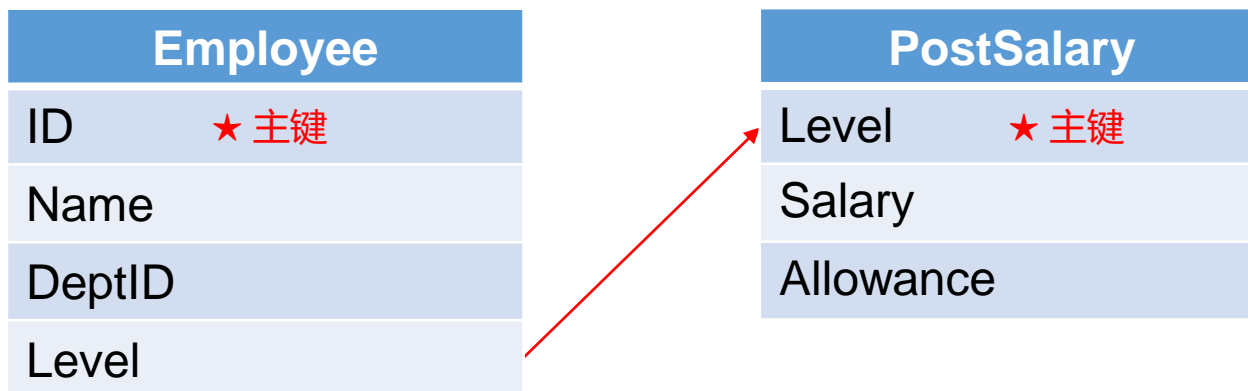 Employee
ID ★ 主键
Name
DeptID
Level
PostSalary
Level ★ 主键
Salary
Allowance